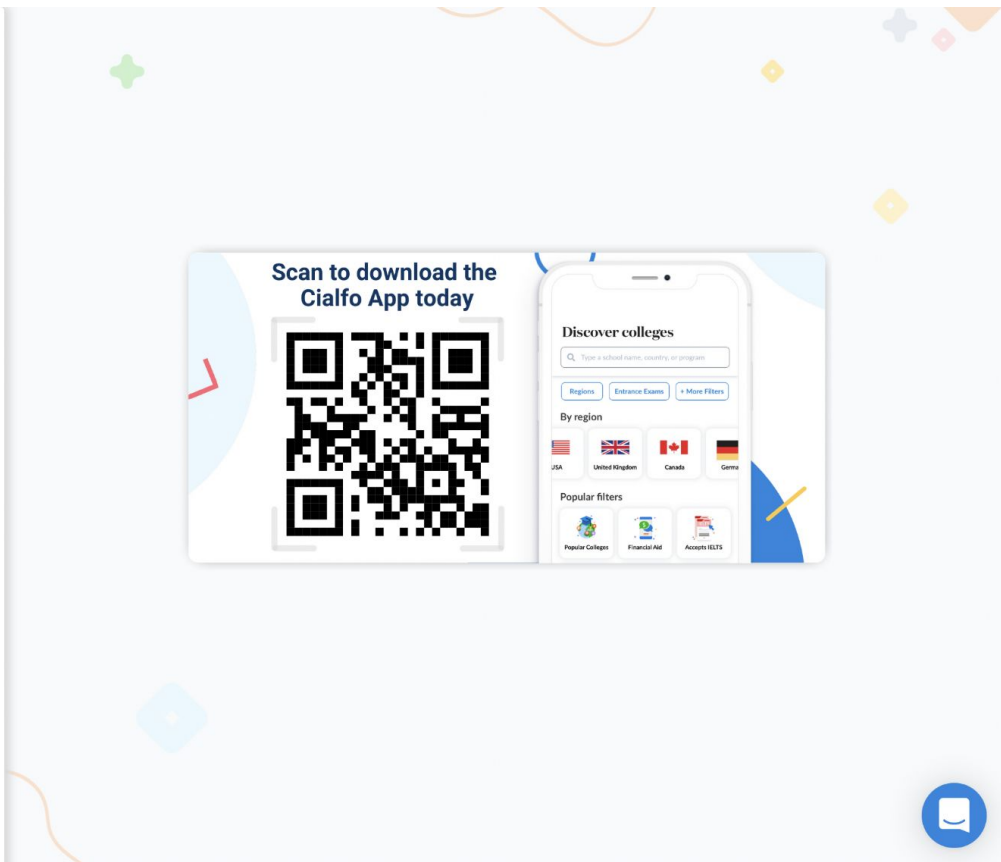 Scan to download the
Cialfo App today
Discover colleges
Type a school name, country, or program
Regions
Entrance Exams
+ More Filters
By region
USA
United Kingdom
Canada
Germa
Popular filters
Popular Colleges
Financial Aid
Accepts IELTS